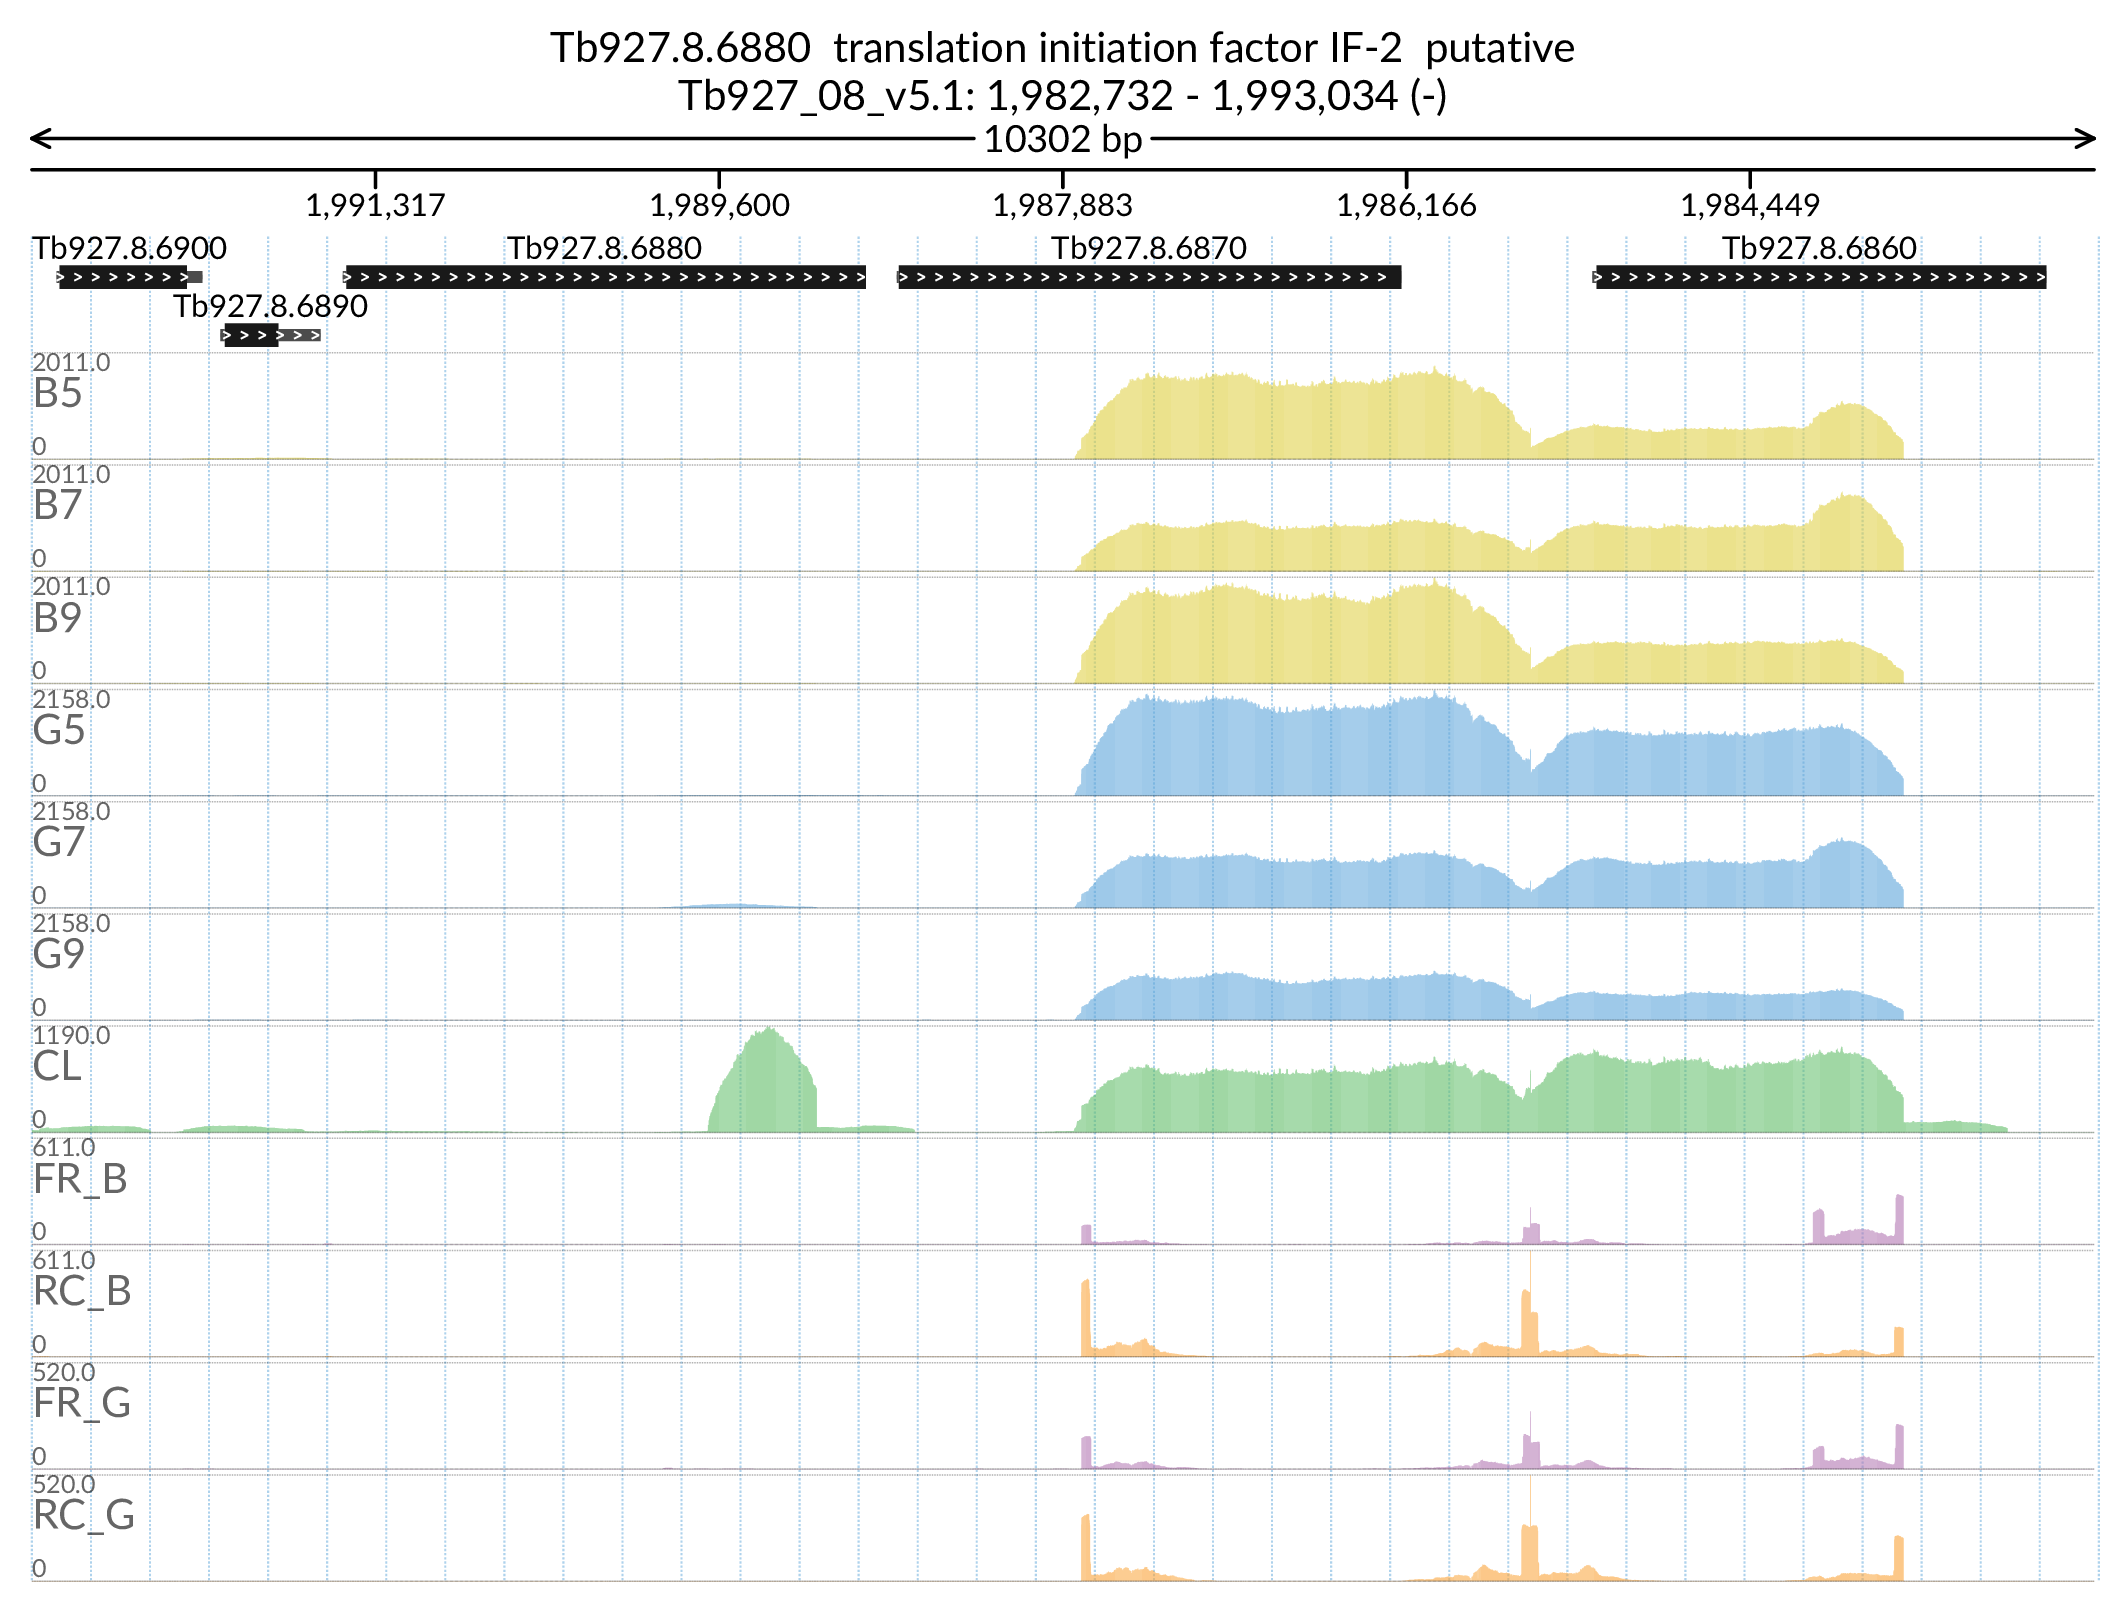 Tb927.8.6880  translation initiation factor IF-2  putative
Tb927_08_v5.1: 1,982,732 - 1,993,034 (-)
10302 bp
1,991,317 1,989,600 1,987,883 1,986,166 1,984,449
Tb927.8.6900 Tb927.8.6880 Tb927.8.6870 Tb927.8.6860
Tb927.8.6890
2011.0
B5
0
2011.0
B7
0
2011.0
B9
0
2158.0
G5
0
2158.0
G7
0
2158.0
G9
0
1190.0
CL
0
611.0
FR_B
0
611.0
RC_B
0
520.0
FR_G
0
520.0
RC_G
0